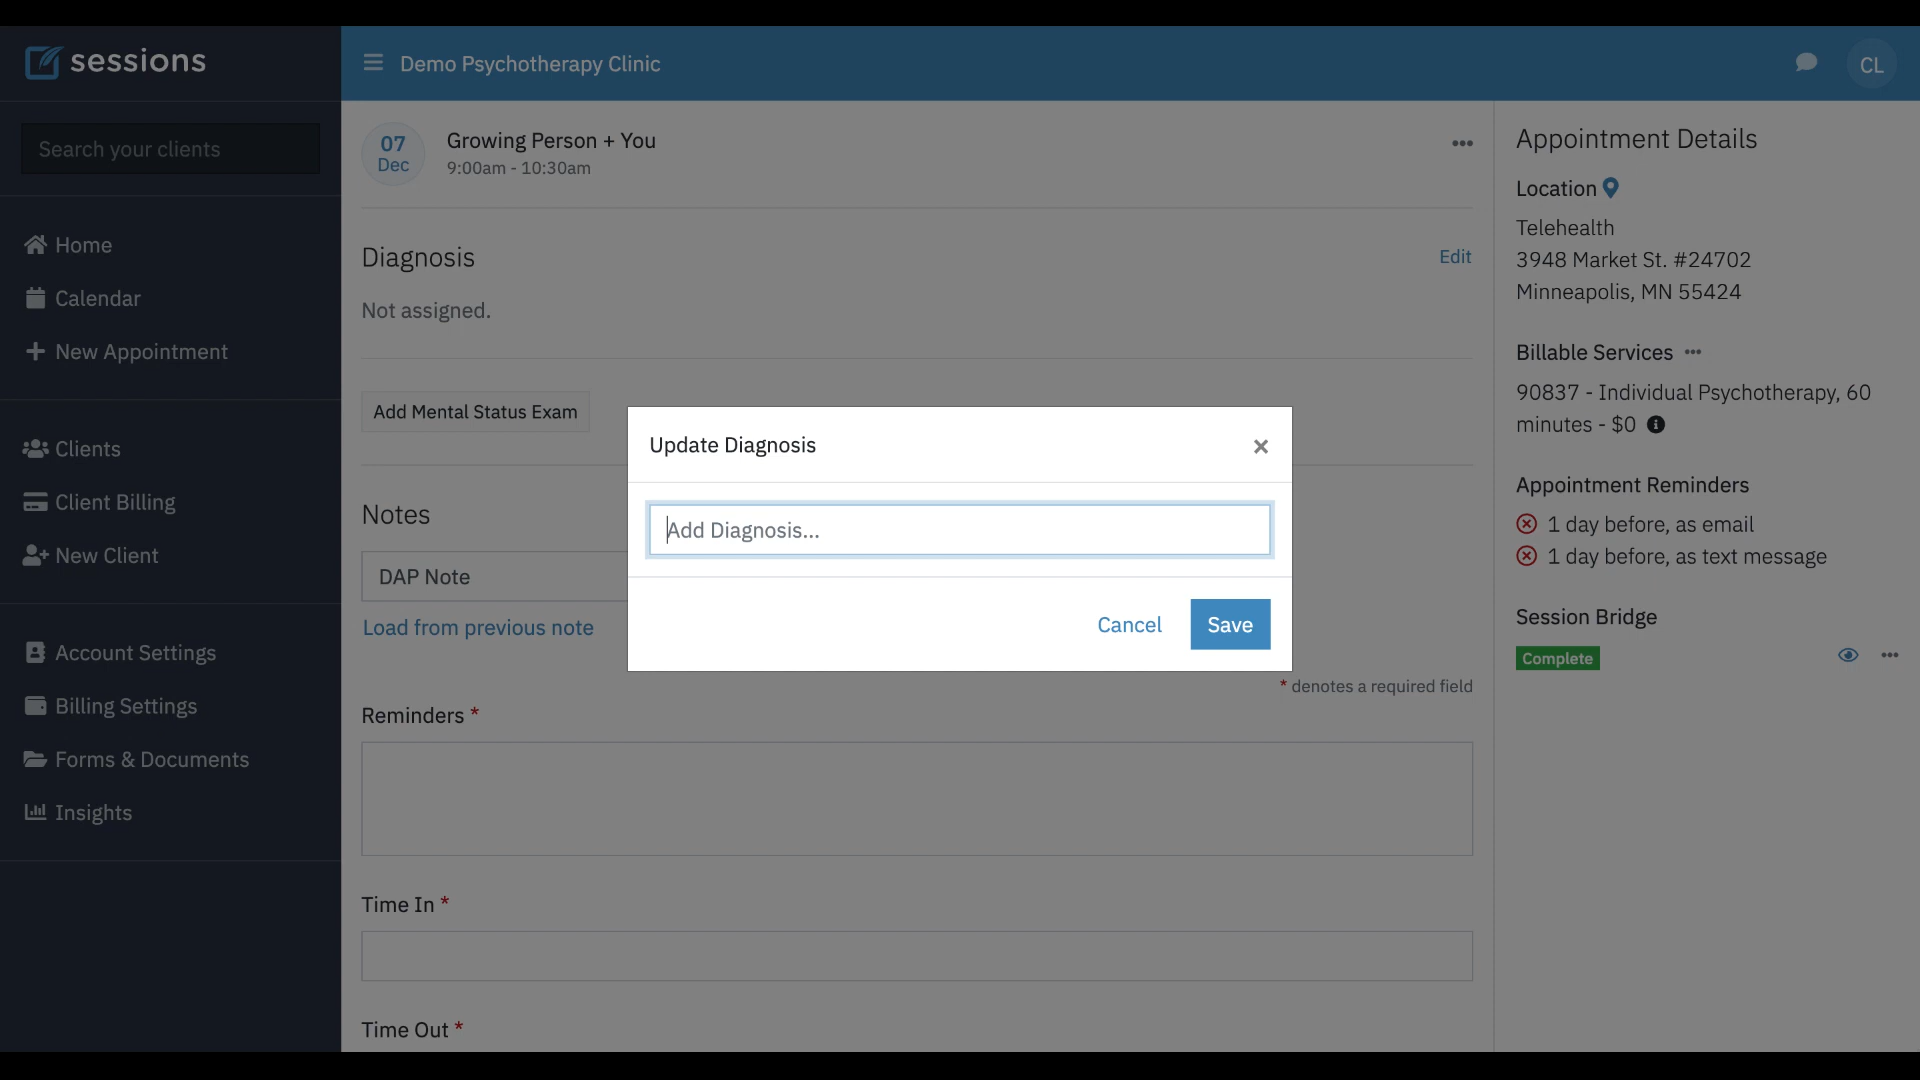 sessions
Search your clients
Home
Calendar
New Appointment
Clients
Client Billing
New Client
Account Settings
Billing Settings
Forms & Documents
Insights
Demo Psychotherapy Clinic
CL
07
Dec
Growing Person + You
9:00am - 10:30am
Diagnosis
Edit
Not assigned.
Add Mental Status Exam
Notes
DAP Note
Load from previous note
* denotes a required field
Reminders *
Time In *
Time Out *
Update Diagnosis
Add Diagnosis...
Cancel
Save
Appointment Details
Location
Telehealth
3948 Market St. #24702
Minneapolis, MN 55424
Billable Services
90837 - Individual Psychotherapy, 60
minutes - $0
Appointment Reminders
1 day before, as email
1 day before, as text message
Session Bridge
Complete